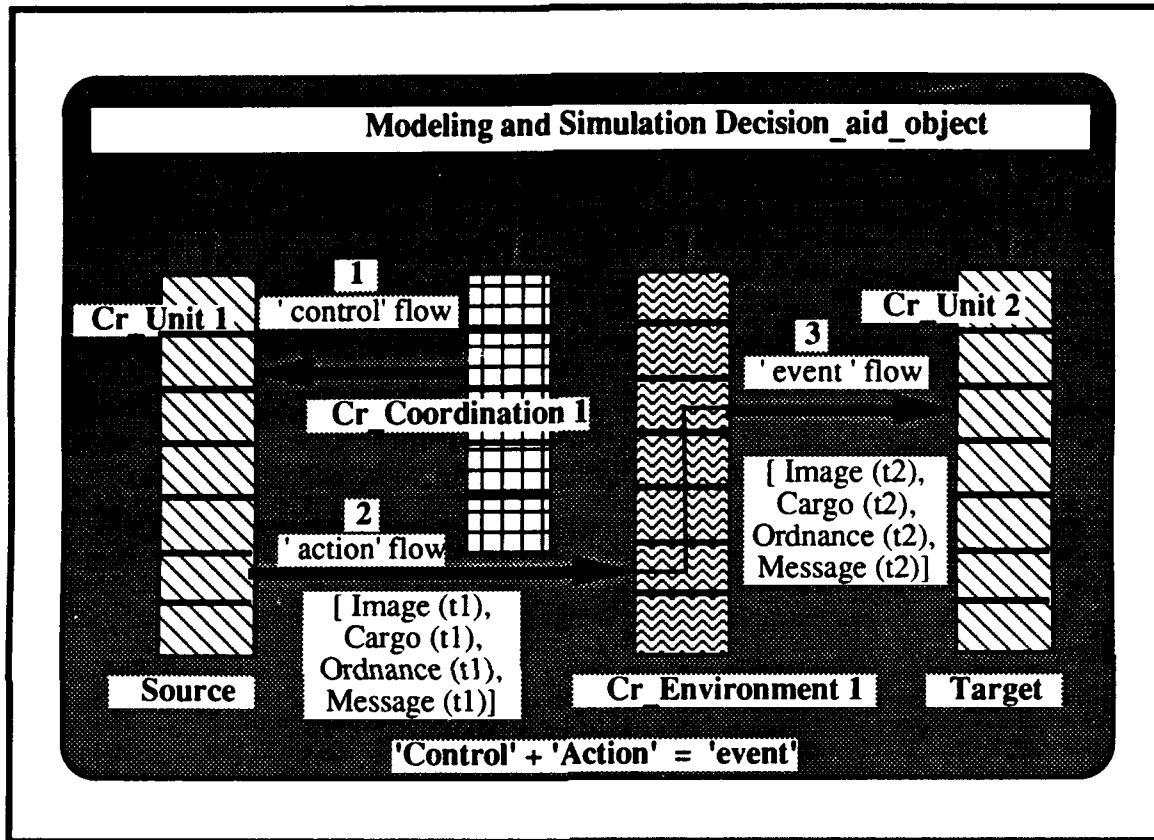 Modeling and Simulation Decision_aid_object
1
'control' flow
Cr_Unit 1
Cr_Unit 2
3
'event' flow
Cr_Coordination 1
[ Image (t2),
Cargo (t2),
Ordnance (t2),
Message (t2)]
2
'action' flow
[ Image (t1),
Cargo (t1),
Ordnance (t1),
Message (t1)]
Source
Cr_Environment 1
Target
'Control' + 'Action' = 'event'